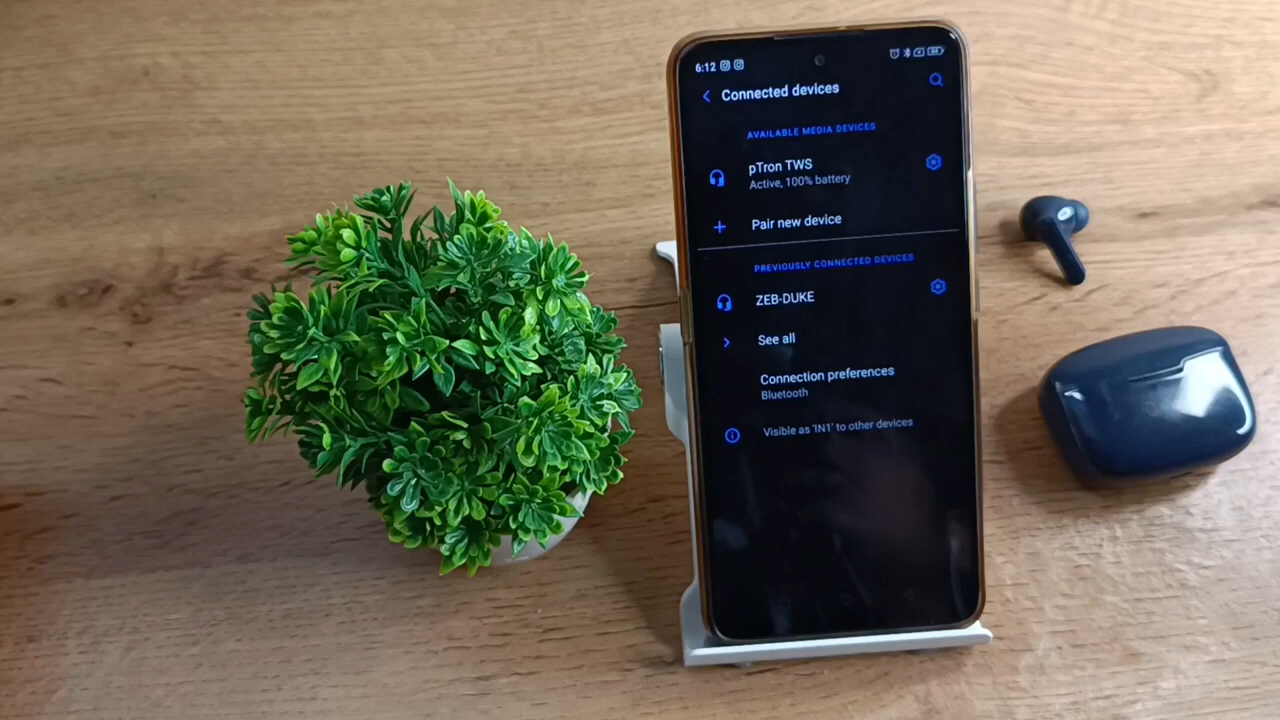 6:12
Connected devices
AVAILABLE MEDIA DEVICES
pTron TWS
Active, 100% battery
Pair new device
PREVIOUSLY CONNECTED DEVICES
ZEB-DUKE
See all
Connection preferences
Bluetooth
Visible as 'IN1' to other devices